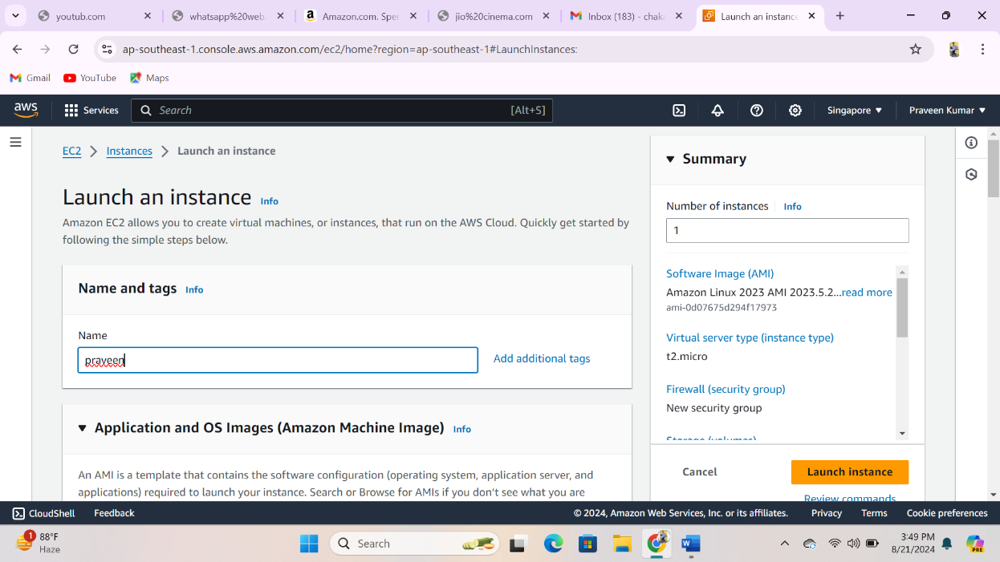 youtub.com
whatsapp%20web.
Amazon.com. Sper
jio%20cinema.com
Inbox (183) - chaka
Launch an instance
ap-southeast-1.console.aws.amazon.com/ec2/home?region=ap-southeast-1#LaunchInstances:
Gmail
YouTube
Maps
aws
Services
Search
[Alt+S]
Singapore
Praveen Kumar
EC2
Instances
Launch an instance
Launch an instance Info
Amazon EC2 allows you to create virtual machines, or instances, that run on the AWS Cloud. Quickly get started by
following the simple steps below.
Name and tags Info
Name
praveen
Add additional tags
Application and OS Images (Amazon Machine Image) Info
An AMI is a template that contains the software configuration (operating system, application server, and
applications) required to launch your instance. Search or Browse for AMIs if you don't see what you are
Summary
Number of instances Info
1
Software Image (AMI)
Amazon Linux 2023 AMI 2023.5.2...read more
ami-0d07675d294f17973
Virtual server type (instance type)
t2.micro
Firewall (security group)
New security group
Storage (volumes)
Cancel
Launch instance
Review commands
CloudShell
Feedback
© 2024, Amazon Web Services, Inc. or its affiliates.
Privacy
Terms
Cookie preferences
1
88°F
Haze
Search
W
3:49 PM
8/21/2024
PRE